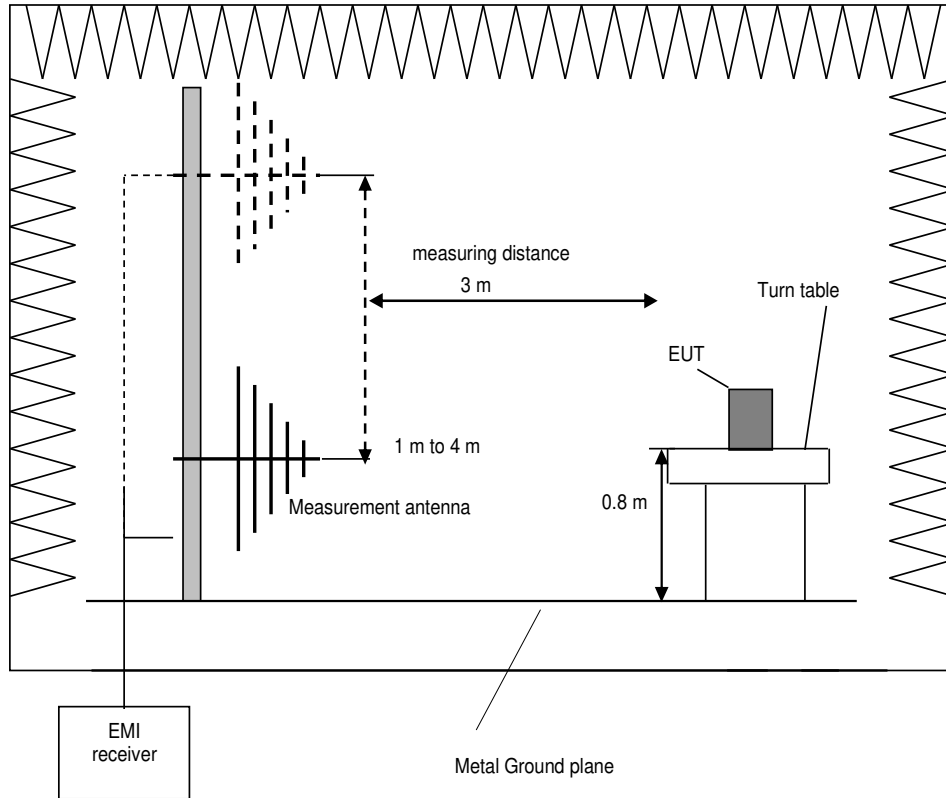 measuring distance
3 m
Turn table
EUT
1 m to 4 m
0.8 m
Measurement antenna
EMI
receiver
Metal Ground plane